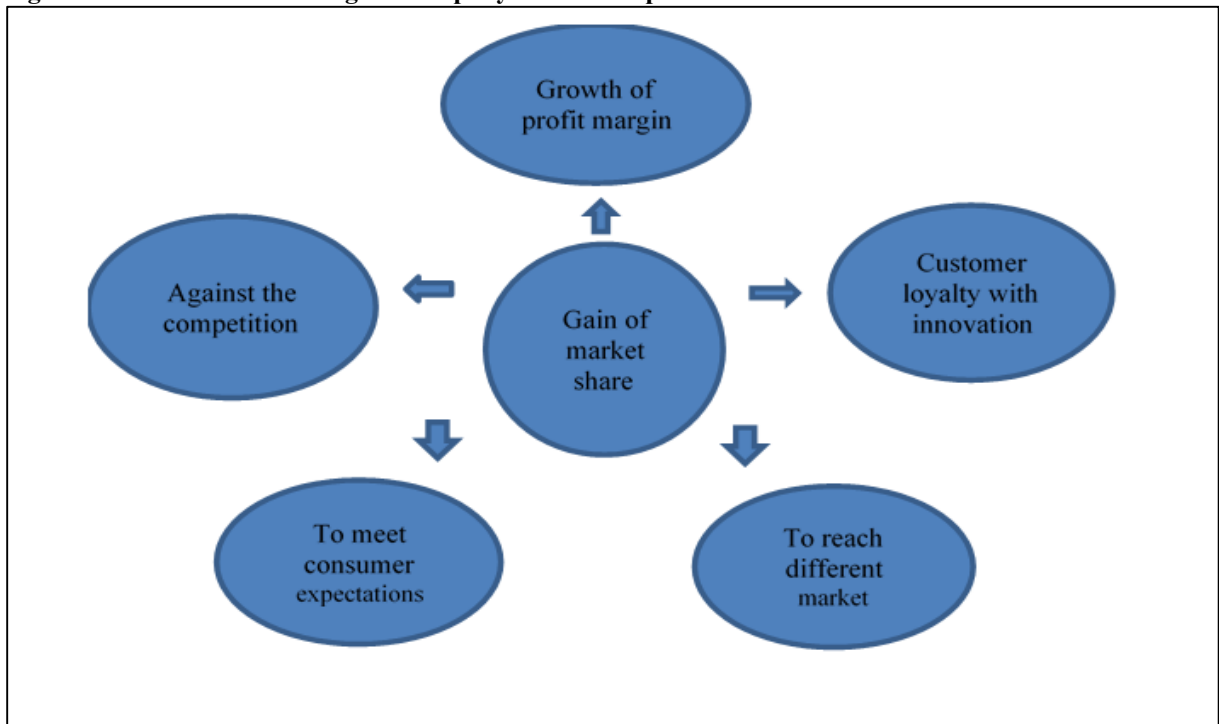 Growth of
profit margin
Against the
competition
Customer
loyalty with
innovation
Gain of
market
share
To meet
consumer
expectations
To reach
different
market